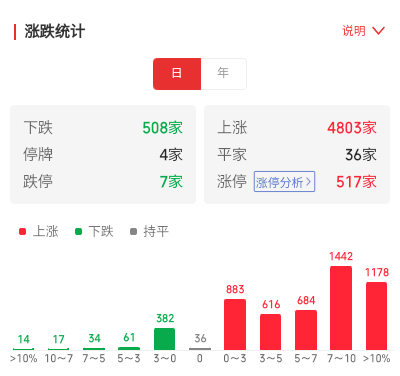 涨跌统计
说明
日 年
下跌 508家
停牌 4家
跌停 7家
上涨 4803家
平家 36家
涨停 涨停分析 517家
上涨 下跌 持平
14 17 34 61 382 36 883 616 684 1442 1178
>10% 10~7 7~5 5~3 3~0 0 0~3 3~5 5~7 7~10 >10%